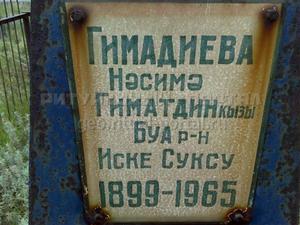 Гимадиева
Нәсимә
Гиматдин кызы
Буа р-н
Иске Суксу
1899-1965